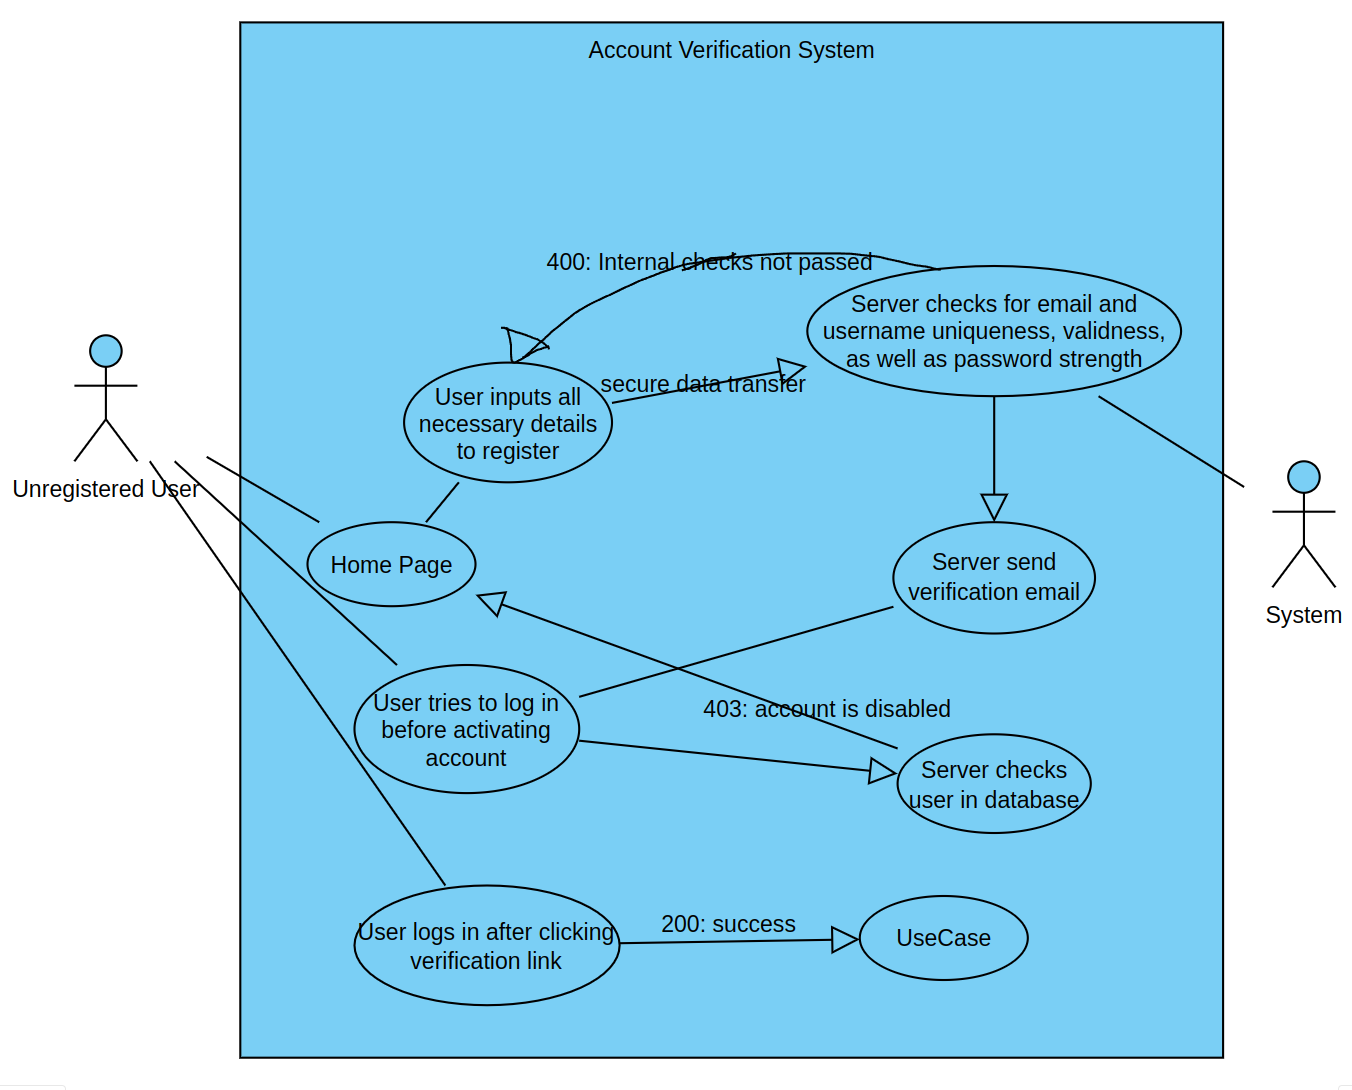 Account Verification System
400: Internal checks not passed
Server checks for email and
username uniqueness, validness,
as well as password strength
secure data transfer
User inputs all
necessary details
to register
Unregistered User
Home Page
Server send
verification email
System
User tries to log in
before activating
account
403: account is disabled
Server checks
user in database
User logs in after clicking
verification link
200: success
UseCase